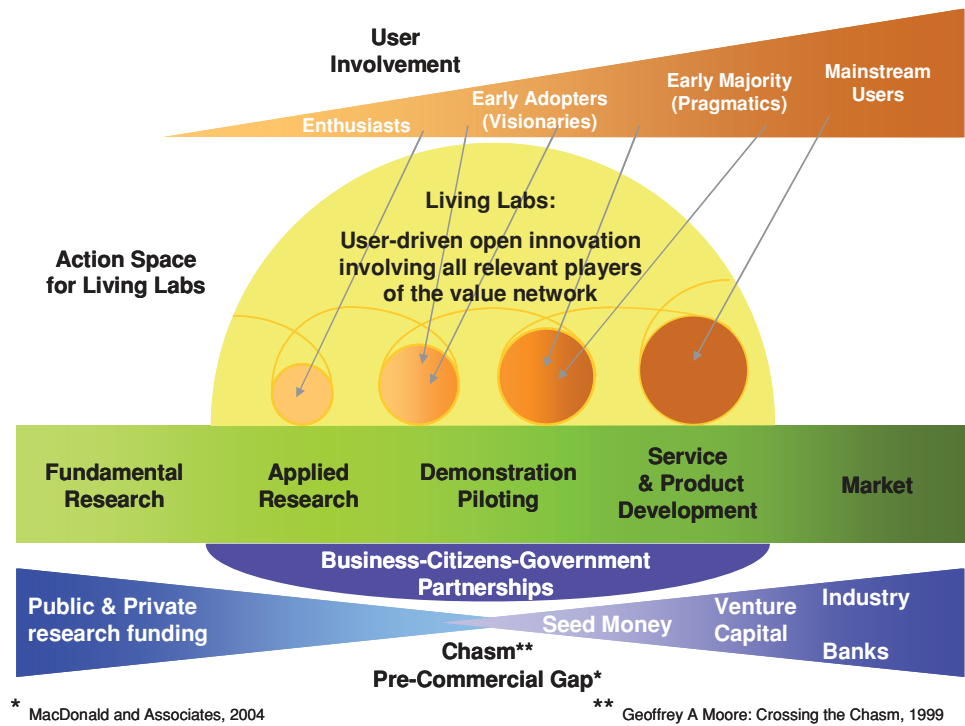 User
Involvement
Enthusiasts
Early Adopters
(Visionaries)
Early Majority
(Pragmatics)
Mainstream
Users
Living Labs:
User-driven open innovation
involving all relevant players
of the value network
Action Space
for Living Labs
Fundamental
Research
Applied
Research
Demonstration
Piloting
Service
& Product
Development
Market
Business-Citizens-Government
Partnerships
Public & Private
research funding
Seed Money
Venture
Capital
Industry
Banks
Chasm**
Pre-Commercial Gap*
* MacDonald and Associates, 2004
** Geoffrey A Moore: Crossing the Chasm, 1999